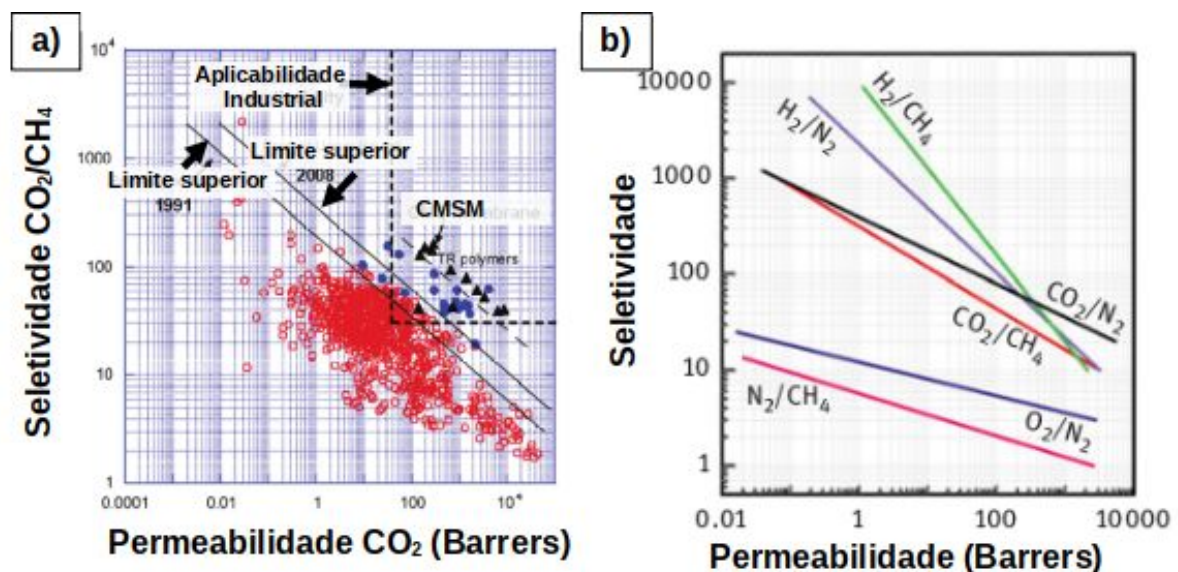 a)
10⁴
1000
100
10
1
Seletividade CO₂/CH₄
Aplicabilidade
Industrial
Limite superior
2008
Limite superior
1991
CMSM
TR polymers
0.0001
0.01
1
100
10⁴
Permeabilidade CO₂ (Barrers)
b)
10000
1000
100
10
1
Seletividade
H₂/CH₄
H₂/N₂
CO₂/N₂
CO₂/CH₄
N₂/CH₄
O₂/N₂
0.01
1
100
10000
Permeabilidade (Barrers)